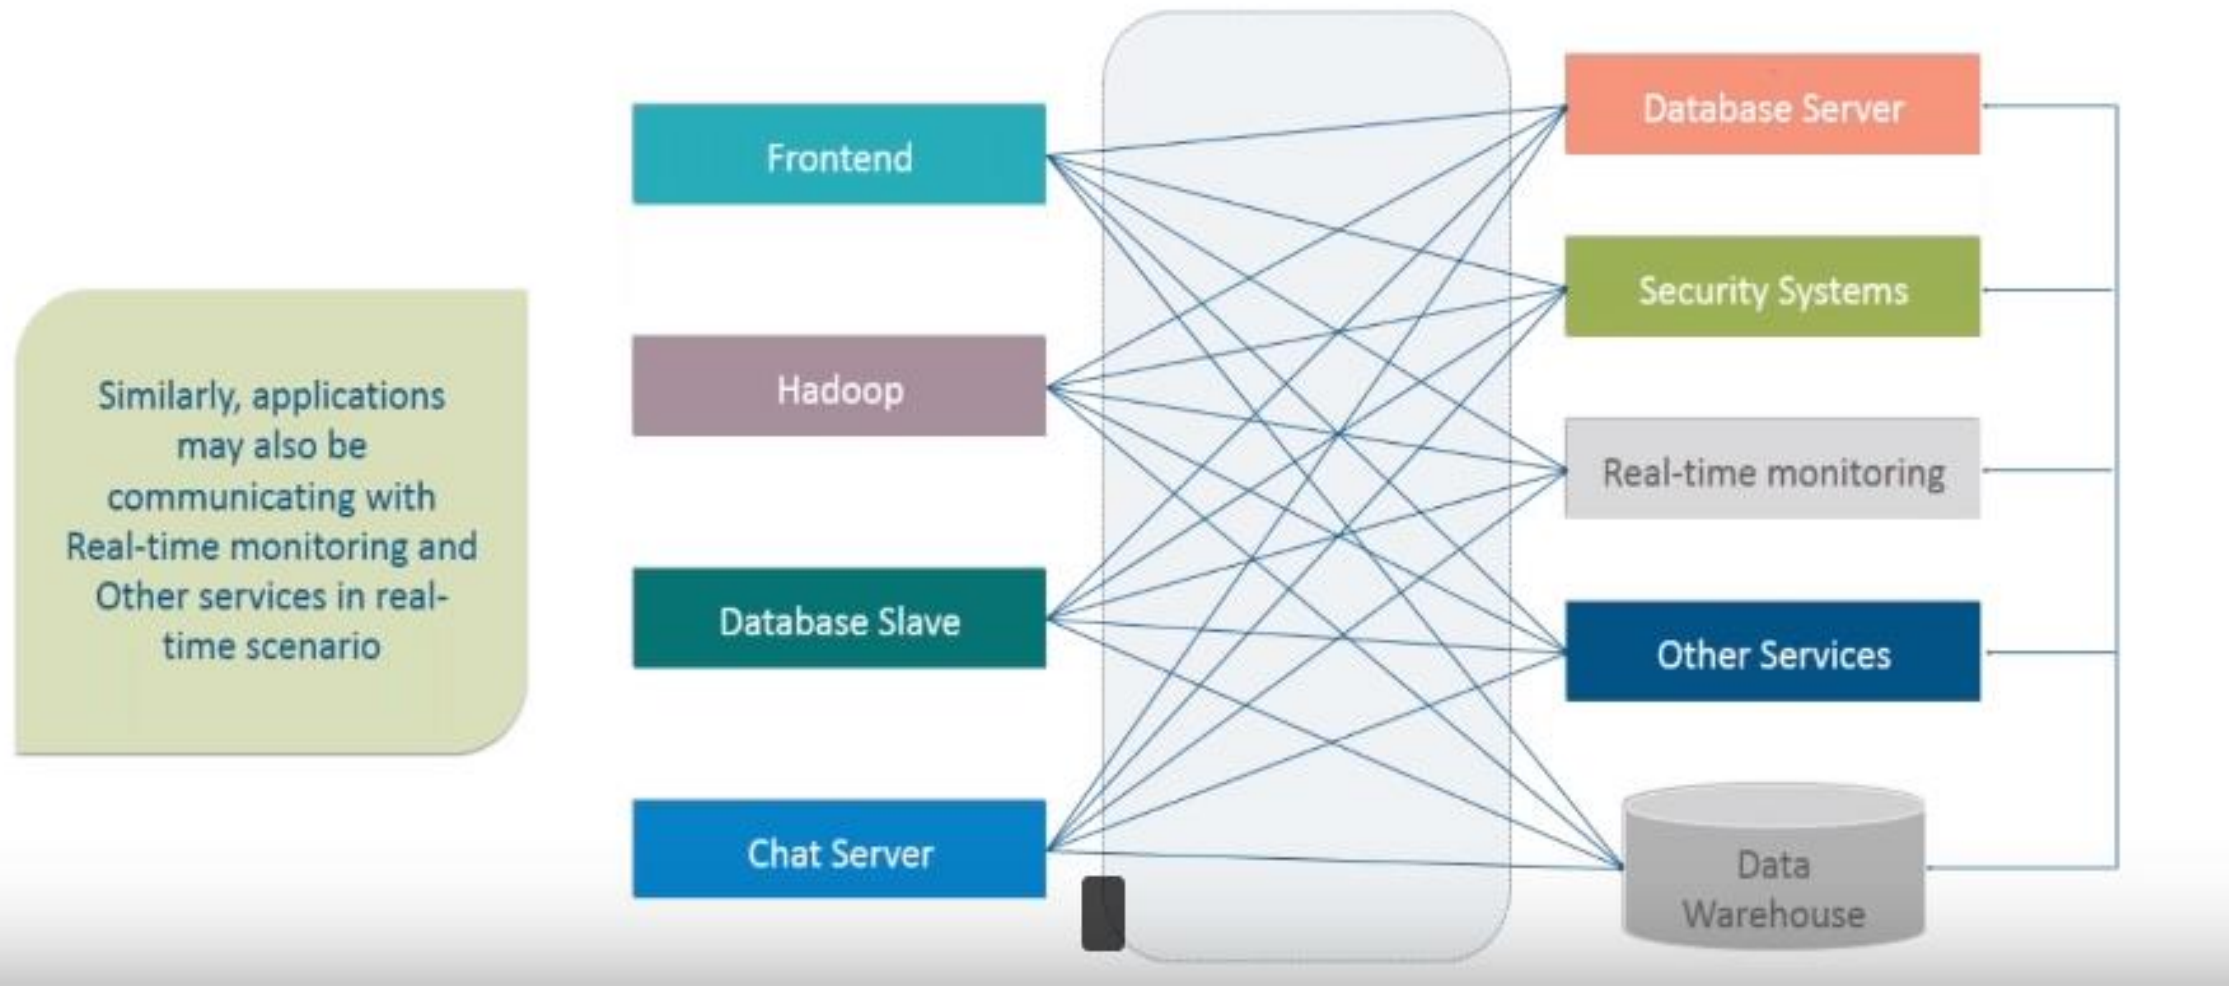 Similarly, applications
may also be
communicating with
Real-time monitoring and
Other services in real-
time scenario
Frontend
Hadoop
Database Slave
Chat Server
Database Server
Security Systems
Real-time monitoring
Other Services
Data
Warehouse